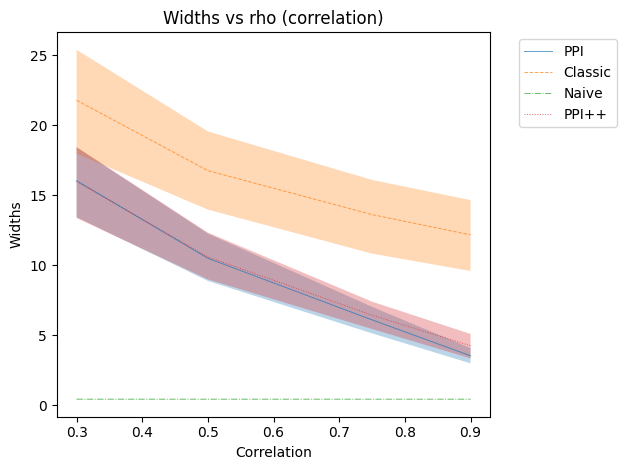 Widths vs rho (correlation)
PPI
Classic
Naive
PPI++
25
20
15
10
5
0
Widths
0.3
0.4
0.5
0.6
0.7
0.8
0.9
Correlation